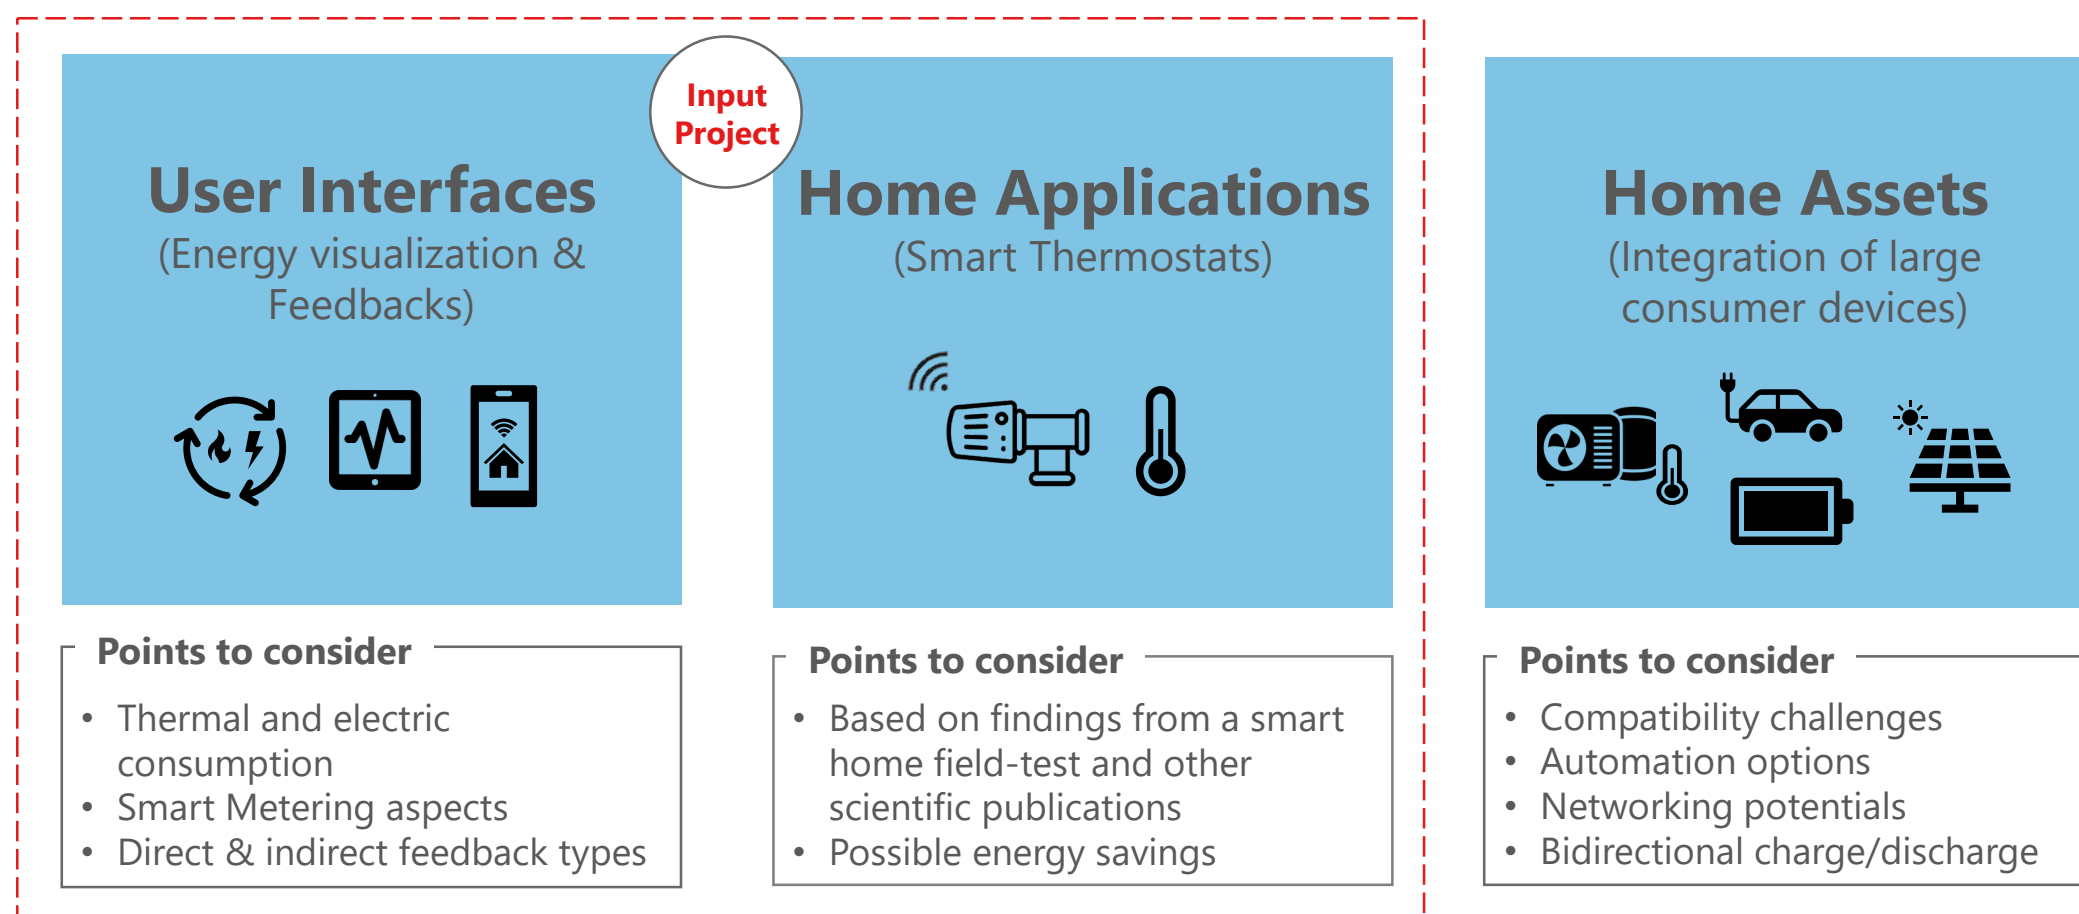 Input
Project
User Interfaces
(Energy visualization &
Feedbacks)
Points to consider
• Thermal and electric
consumption
• Smart Metering aspects
• Direct & indirect feedback types
Home Applications
(Smart Thermostats)
Points to consider
• Based on findings from a smart
home field-test and other
scientific publications
• Possible energy savings
Home Assets
(Integration of large
consumer devices)
Points to consider
• Compatibility challenges
• Automation options
• Networking potentials
• Bidirectional charge/discharge